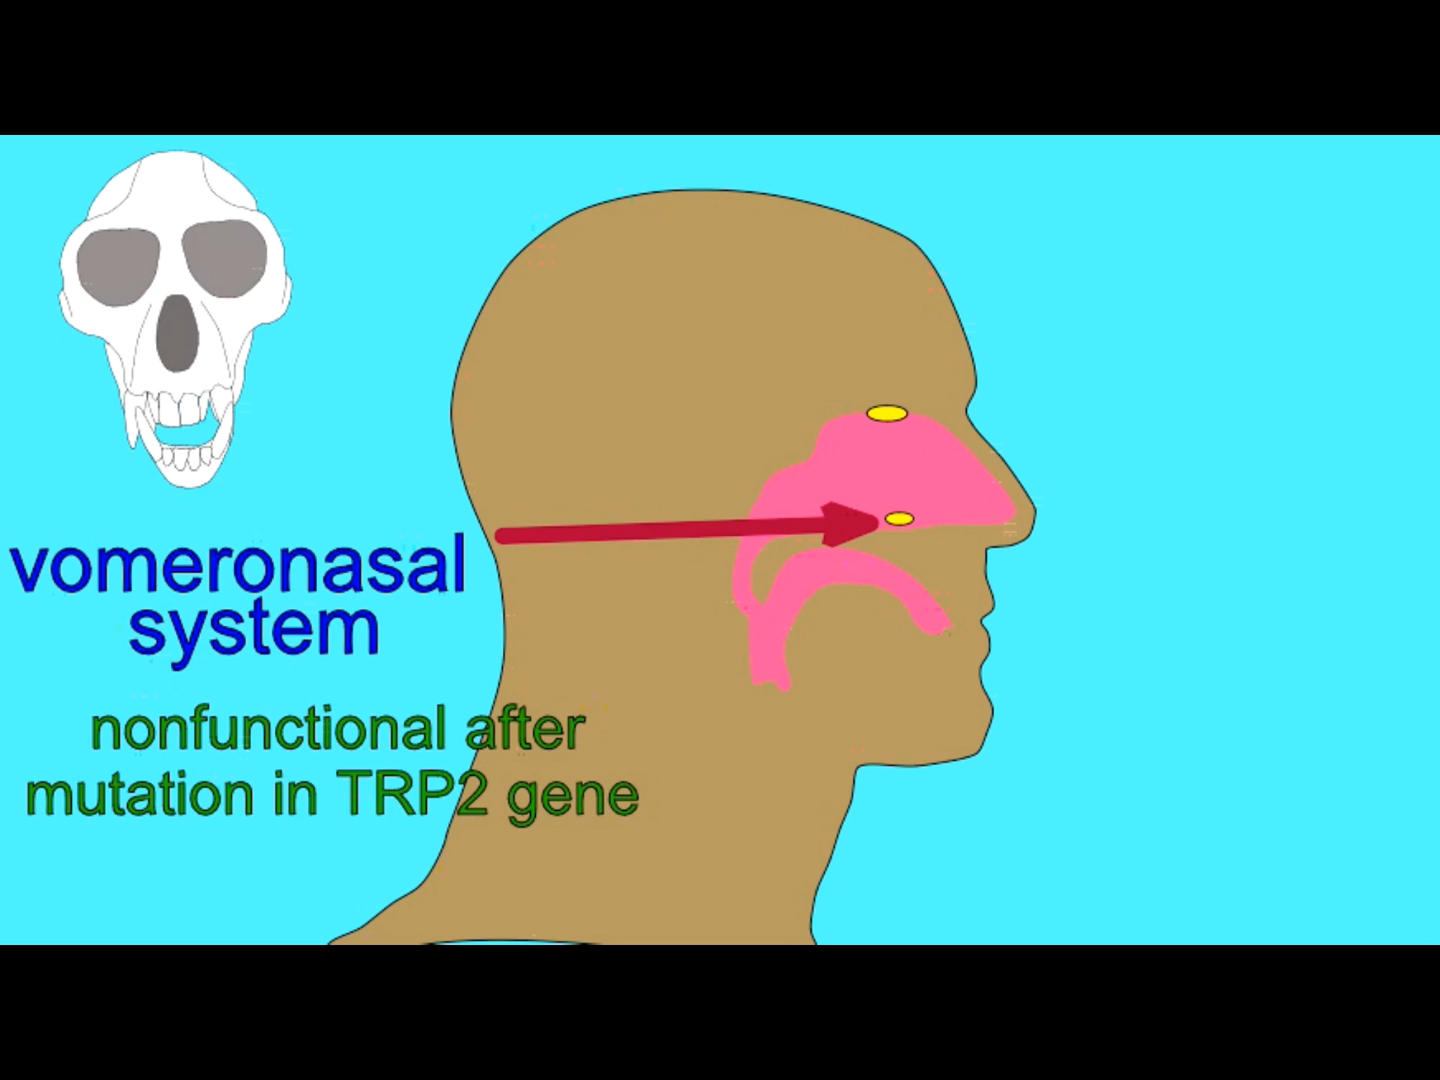 vomeronasal
system
nonfunctional after
mutation in TRP2 gene